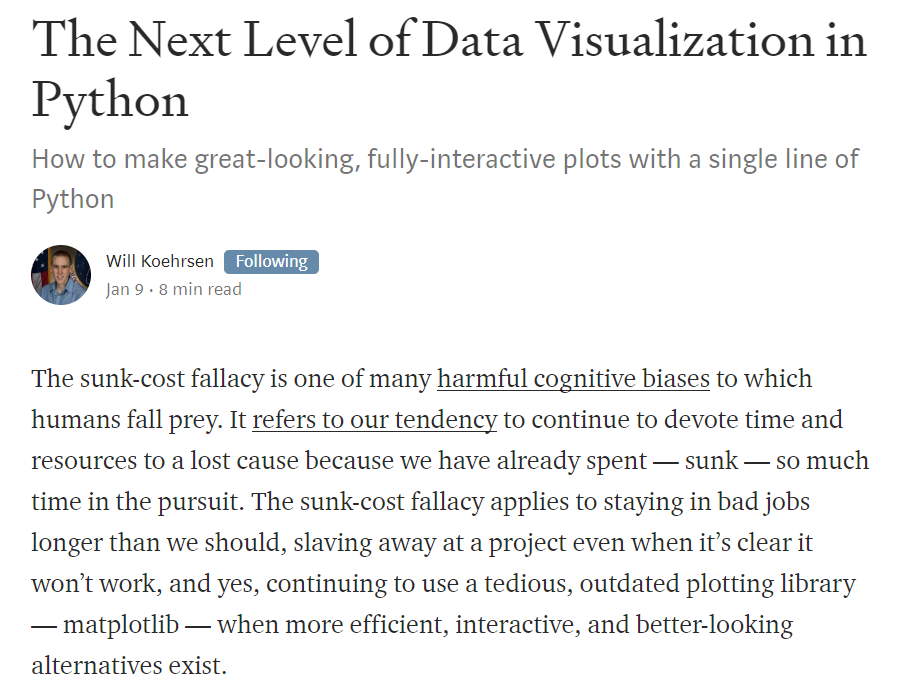 The Next Level of Data Visualization in
Python
How to make great-looking, fully-interactive plots with a single line of
Python
Will Koehrsen Following
Jan 9 · 8 min read
The sunk-cost fallacy is one of many harmful cognitive biases to which
humans fall prey. It refers to our tendency to continue to devote time and
resources to a lost cause because we have already spent — sunk — so much
time in the pursuit. The sunk-cost fallacy applies to staying in bad jobs
longer than we should, slaving away at a project even when it’s clear it
won’t work, and yes, continuing to use a tedious, outdated plotting library
— matplotlib — when more efficient, interactive, and better-looking
alternatives exist.